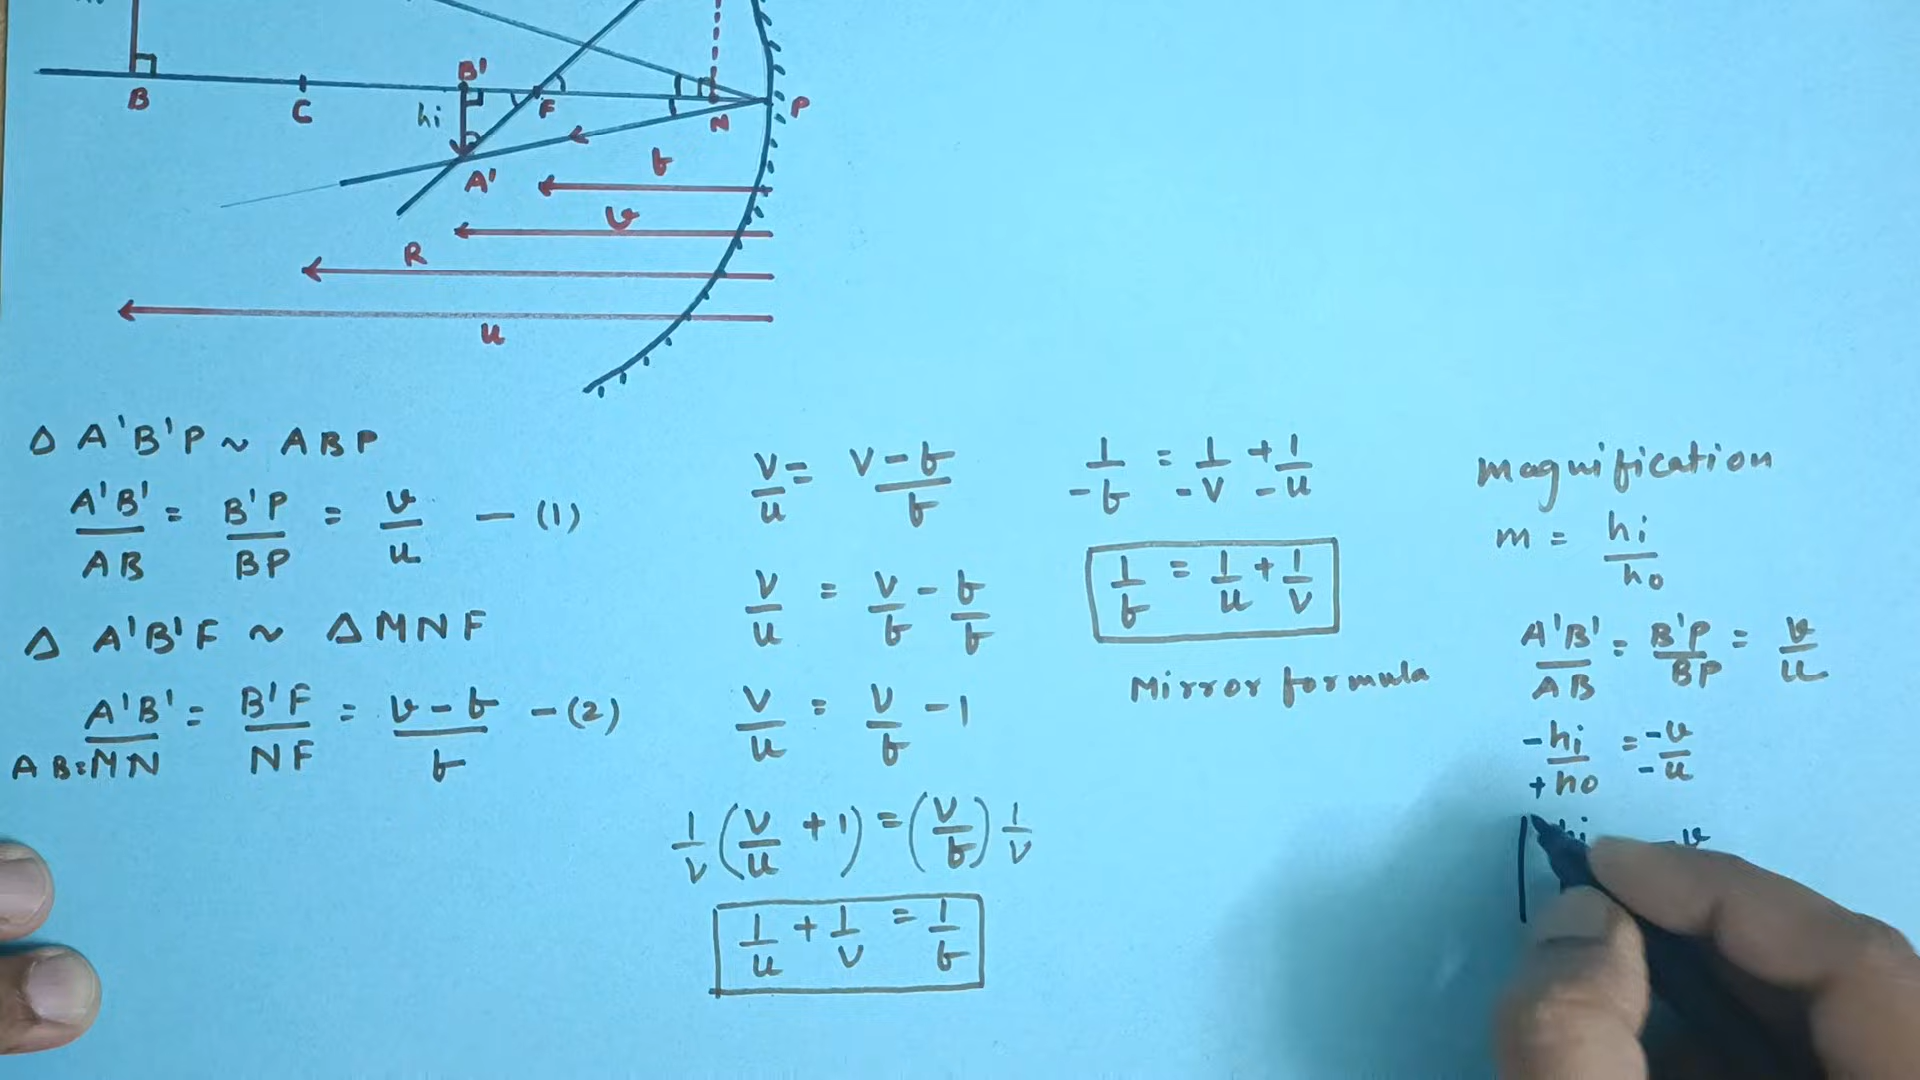 B'
B C F N P
hi
A'
f
v
R
u
Δ A'B'P ~ ABP
A'B'/AB = B'P/BP = v/u — (1)
Δ A'B'F ~ ΔMNF
A'B'/MN = B'F/NF = v-f/f - (2)
AB=MN
v/u = v-f/f
v/u = v/f - f/f
v/u = v/f - 1
1/v (v/u + 1) = (v/f) 1/v
1/u + 1/v = 1/f
1/-f = 1/-v + 1/-u
1/f = 1/u + 1/v
Mirror formula
Magnification
m = hi/ho
A'B'/AB = B'P/BP = v/u
-hi/+ho = -v/-u
hi -v